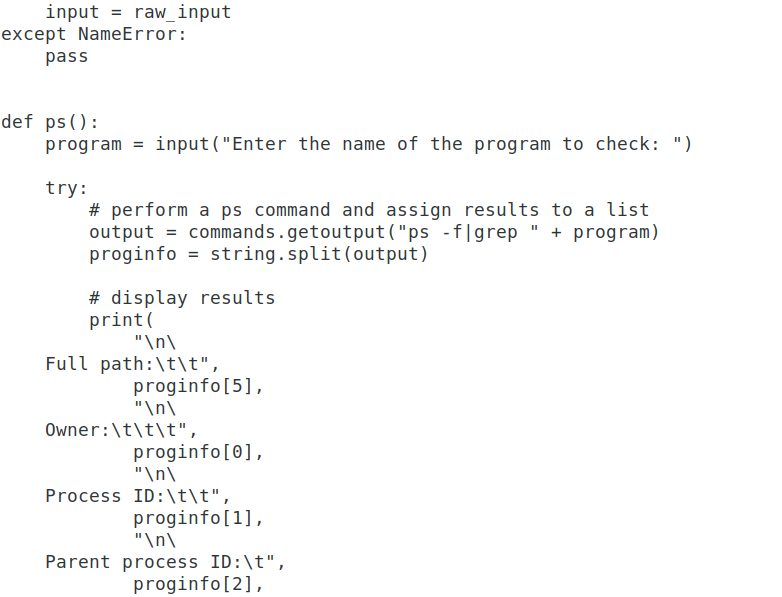 input = raw_input
except NameError:
    pass


def ps():
    program = input("Enter the name of the program to check: ")

    try:
        # perform a ps command and assign results to a list
        output = commands.getoutput("ps -f|grep " + program)
        proginfo = string.split(output)

        # display results
        print(
            "\n\
    Full path:\t\t",
            proginfo[5],
            "\n\
    Owner:\t\t\t",
            proginfo[0],
            "\n\
    Process ID:\t\t",
            proginfo[1],
            "\n\
    Parent process ID:\t",
            proginfo[2],